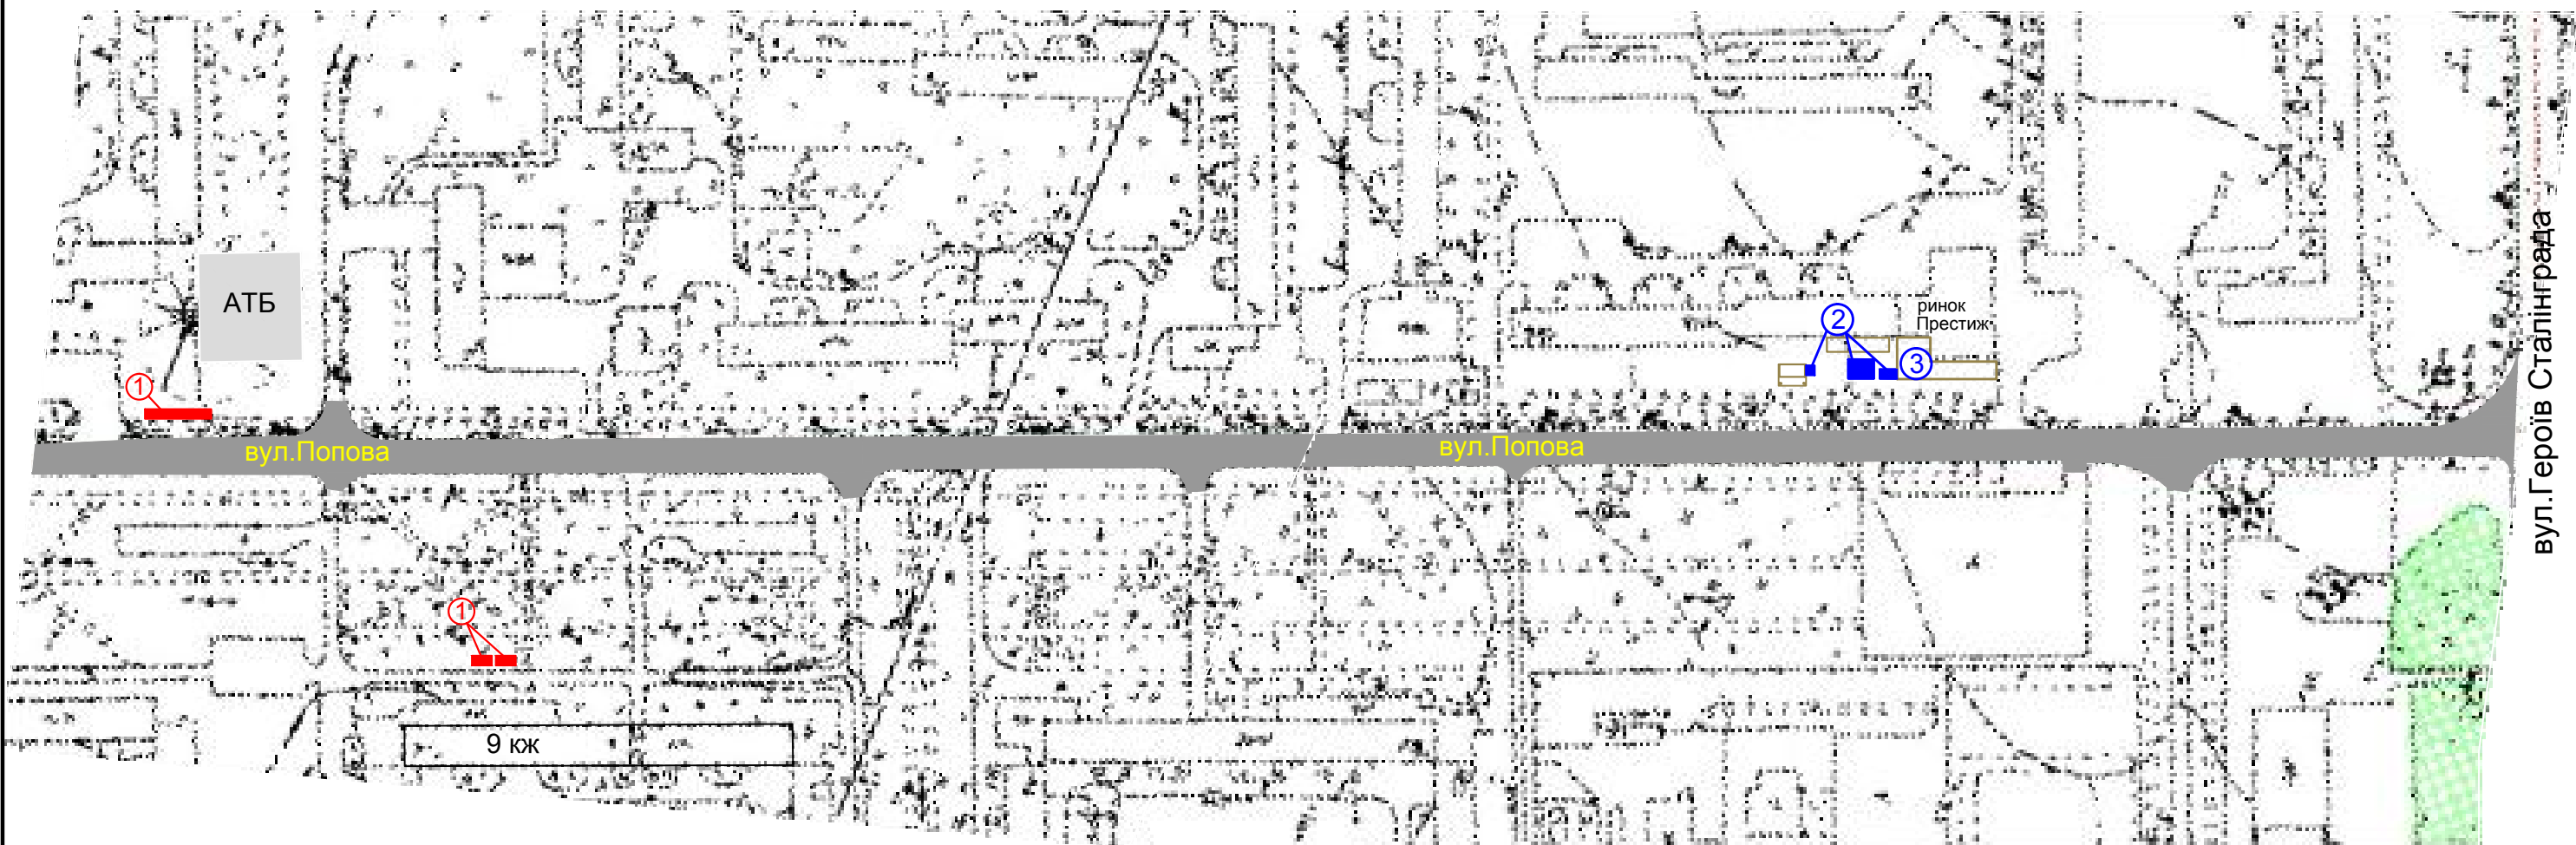 АТБ
1
вул.Попова
1
9 кж
вул.Попова
2
ринок
Престиж
3
вул.Героїв Сталінграда